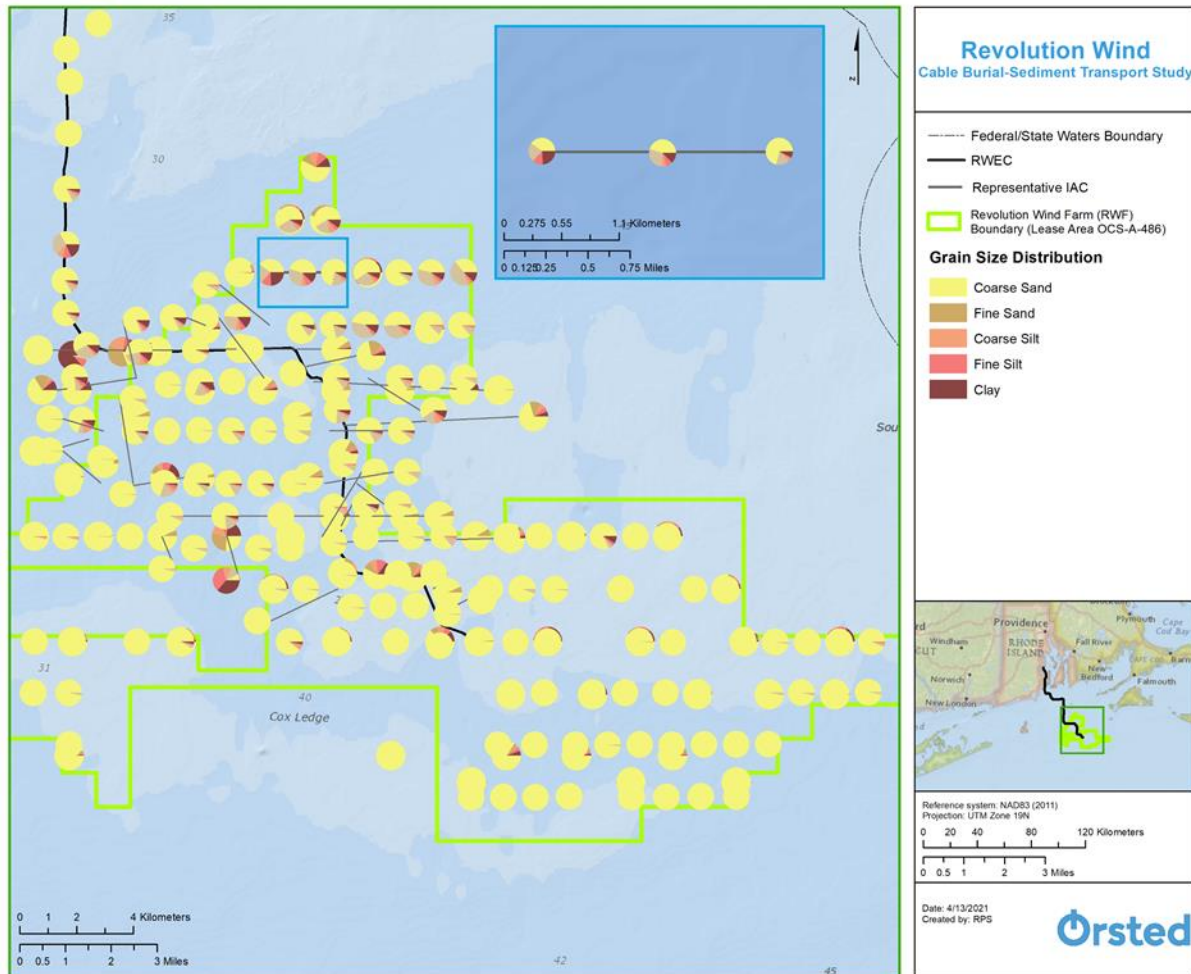 35
30
N
0 0.275 0.55 1.1 Kilometers
0 0.125 0.25 0.5 0.75 Miles
Sou
31
40
Cox Ledge
42
45
0 1 2 4 Kilometers
0 0.5 1 2 3 Miles
Revolution Wind
Cable Burial-Sediment Transport Study
Federal/State Waters Boundary
RWEC
Representative IAC
Revolution Wind Farm (RWF)
Boundary (Lease Area OCS-A-486)
Grain Size Distribution
Coarse Sand
Fine Sand
Coarse Silt
Fine Silt
Clay
Plymouth
Providence
Cape
Cod Bay
Windham
RHODE
ISLAND
Fall River
CUT
New
Bedford
Barn
Norwich
Falmouth
New London
Reference system: NAD83 (2011)
Projection: UTM Zone 19N
0 20 40 80 120 Kilometers
0 0.5 1 2 3 Miles
Date: 4/13/2021
Created by: RPS
Ørsted